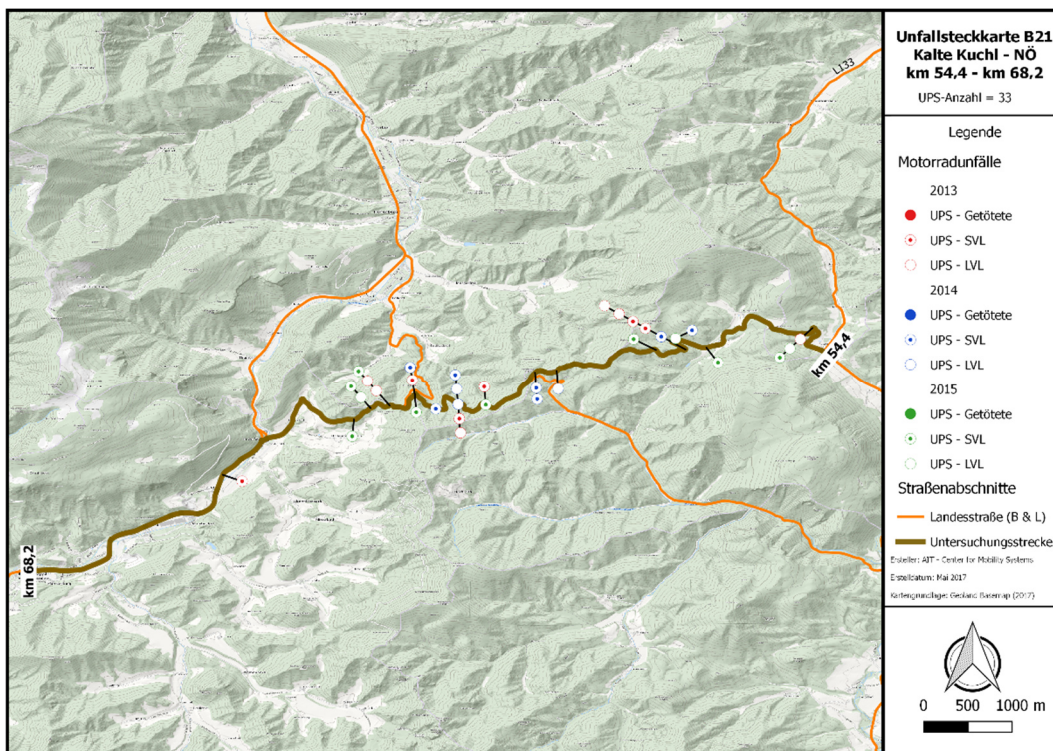 Unfallsteckkarte B21
Kalte Kuchl - NÖ
km 54,4 - km 68,2
UPS-Anzahl = 33
Legende
Motorradunfälle
2013
UPS - Getötete
UPS - SVL
UPS - LVL
2014
UPS - Getötete
UPS - SVL
UPS - LVL
2015
UPS - Getötete
UPS - SVL
UPS - LVL
Straßenabschnitte
Landesstraße (B & L)
Untersuchungsstrecke
Ersteller: AIT - Center for Mobility Systems
Erstelldatum: Mai 2017
Kartengrundlage: Geoland Basemap (2017)
0 500 1000 m
L133
km 54,4
km 68,2